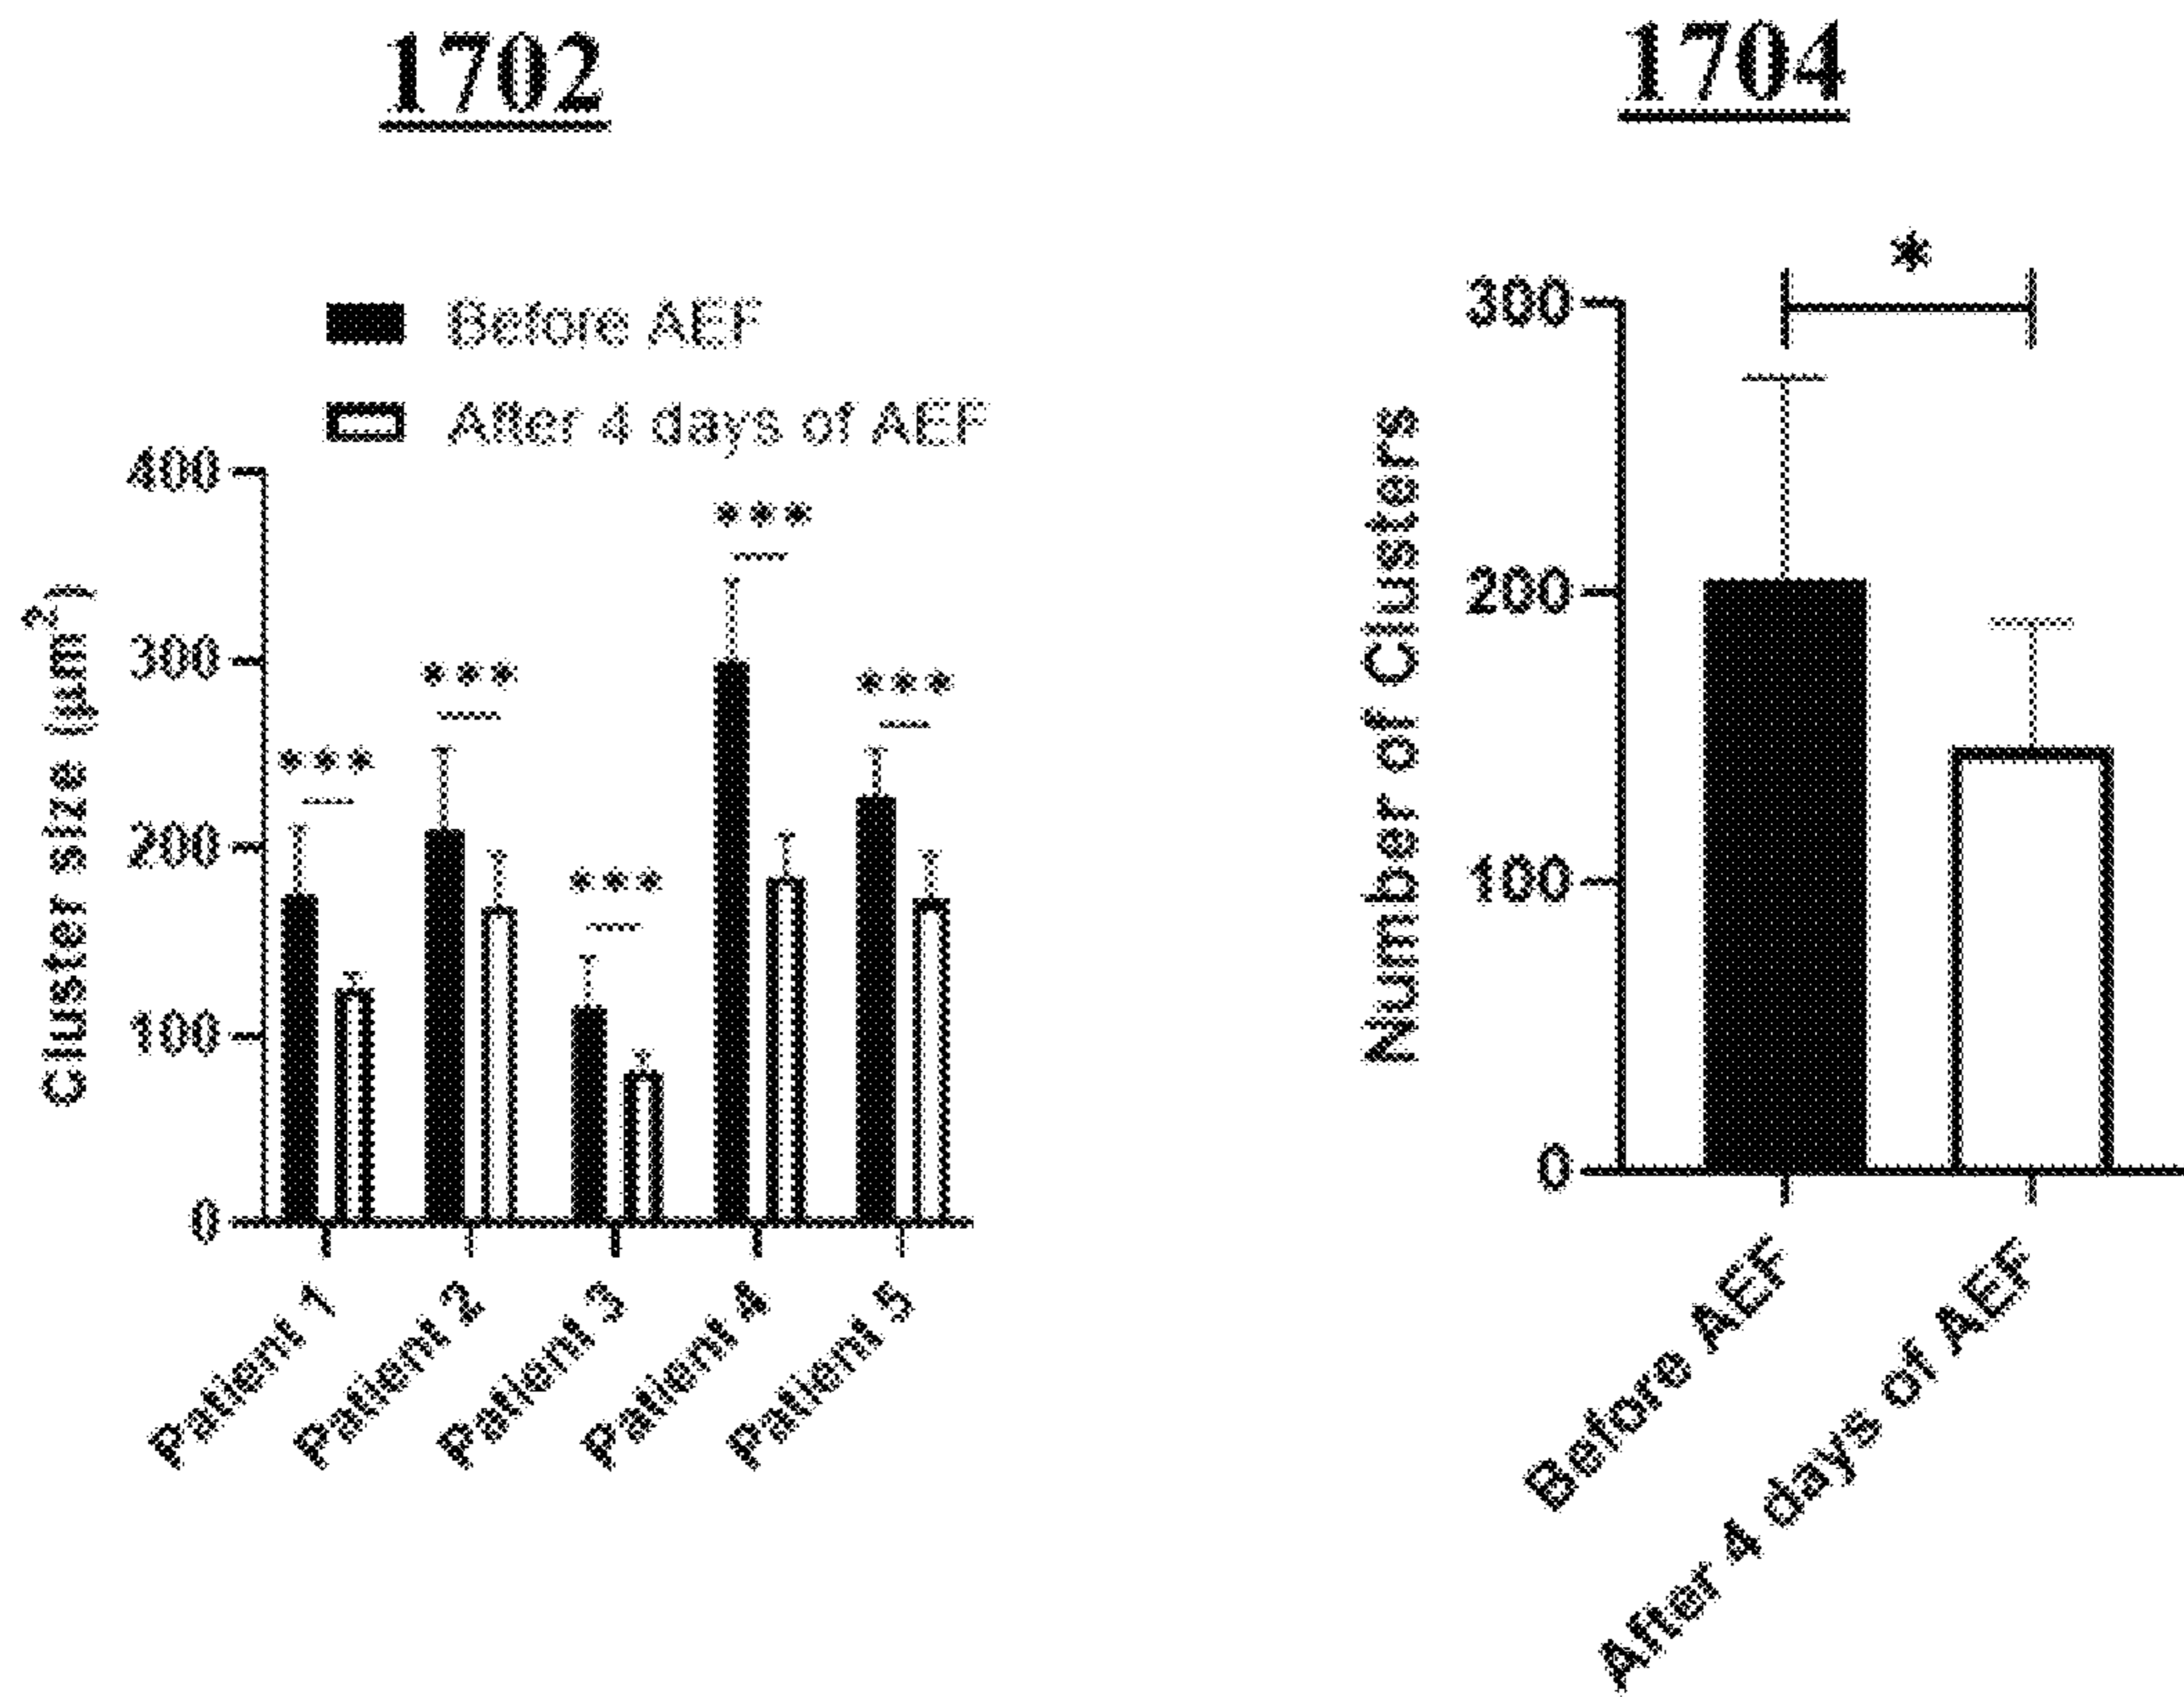 1702
Before AEF
After 4 days of AEF
Cluster size (µm²)
400
300
200
100
0
***
***
***
***
***
Patient 1
Patient 2
Patient 3
Patient 4
Patient 5
1704
*
Number of Clusters
300
200
100
0
Before AEF
After 4 days of AEF